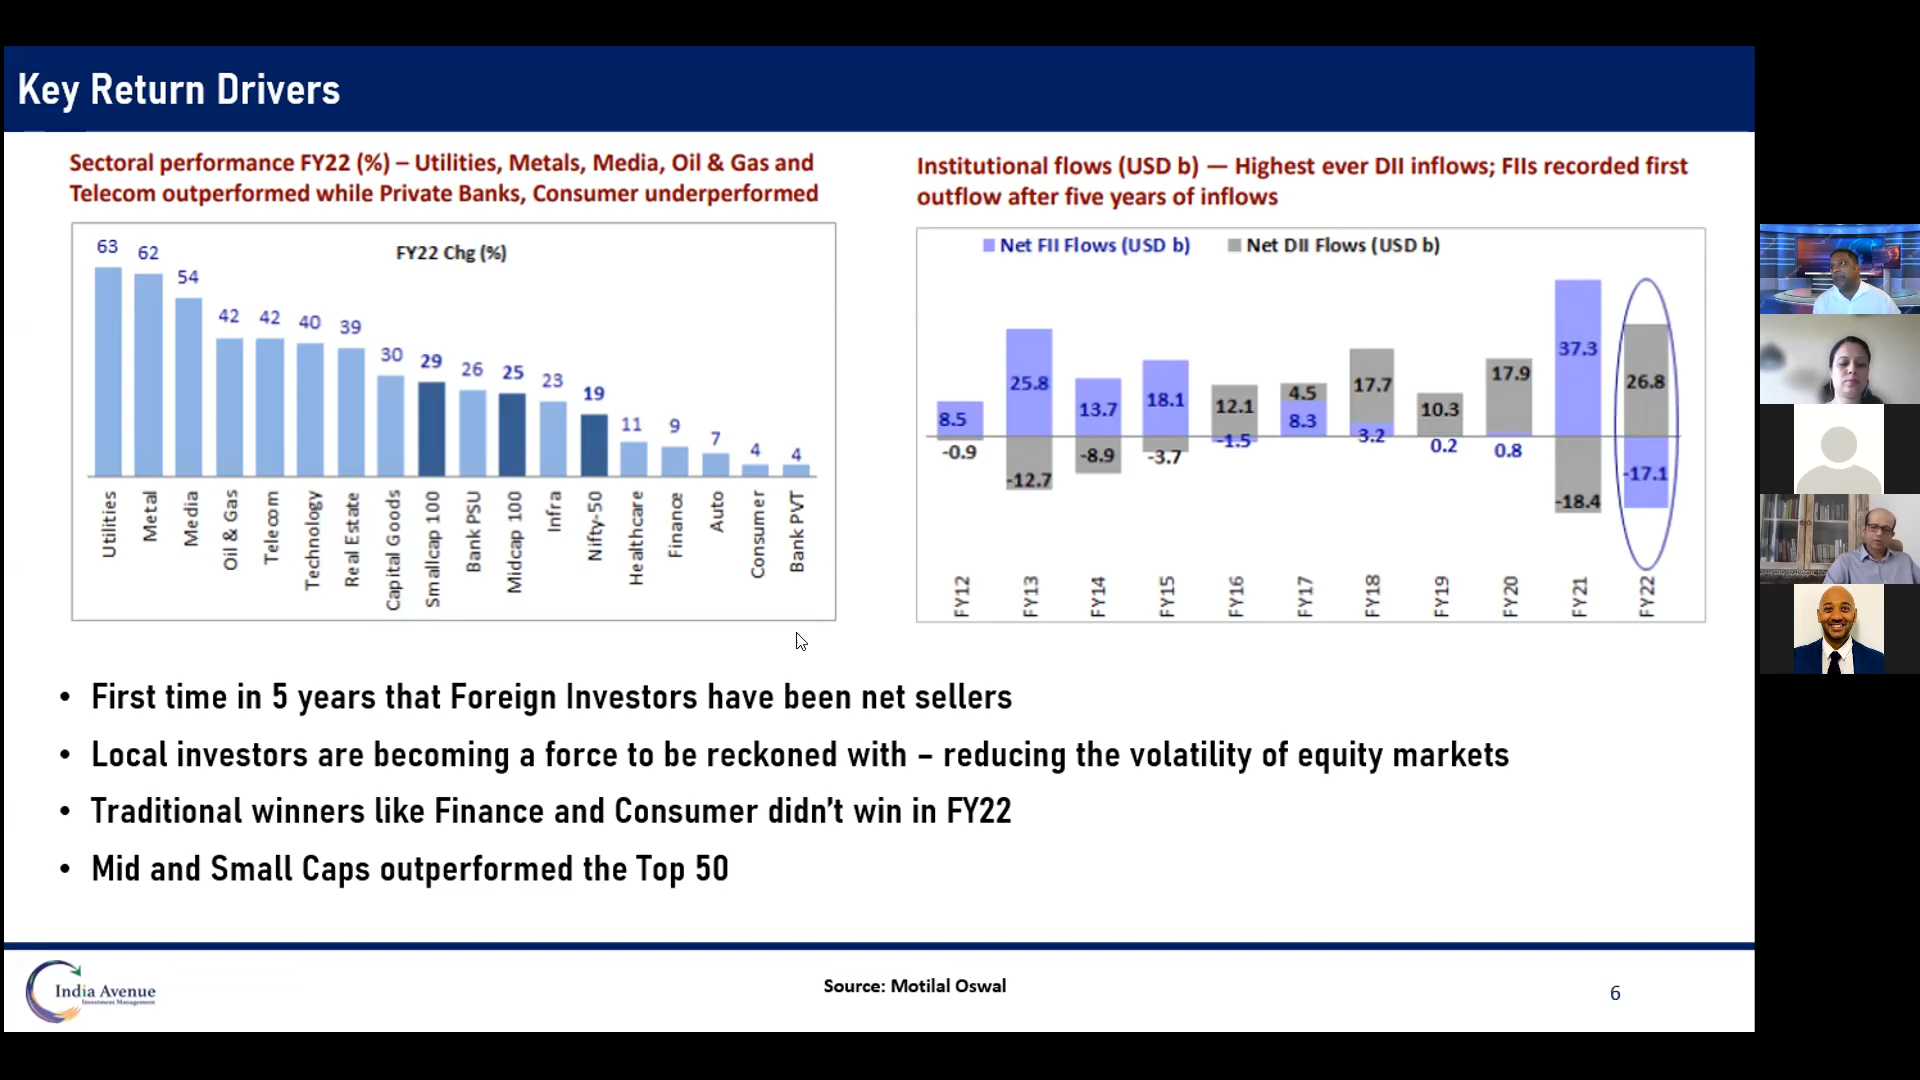 Key Return Drivers
Sectoral performance FY22 (%) – Utilities, Metals, Media, Oil & Gas and
Telecom outperformed while Private Banks, Consumer underperformed
FY22 Chg (%)
63 62 54 42 42 40 39 30 29 26 25 23 19 11 9 7 4 4
Utilities Metal Media Oil & Gas Telecom Technology Real Estate Capital Goods Smallcap 100 Bank PSU Midcap 100 Infra Nifty-50 Healthcare Finance Auto Consumer Bank PVT
Institutional flows (USD b) — Highest ever DII inflows; FIIs recorded first
outflow after five years of inflows
Net FII Flows (USD b) Net DII Flows (USD b)
8.5 25.8 13.7 18.1 12.1 4.5 17.7 10.3 17.9 37.3 26.8
-0.9 -12.7 -8.9 -3.7 -1.5 8.3 3.2 0.2 0.8 -18.4 -17.1
FY12 FY13 FY14 FY15 FY16 FY17 FY18 FY19 FY20 FY21 FY22
• First time in 5 years that Foreign Investors have been net sellers
• Local investors are becoming a force to be reckoned with – reducing the volatility of equity markets
• Traditional winners like Finance and Consumer didn't win in FY22
• Mid and Small Caps outperformed the Top 50
India Avenue
Investment Management
Source: Motilal Oswal
6